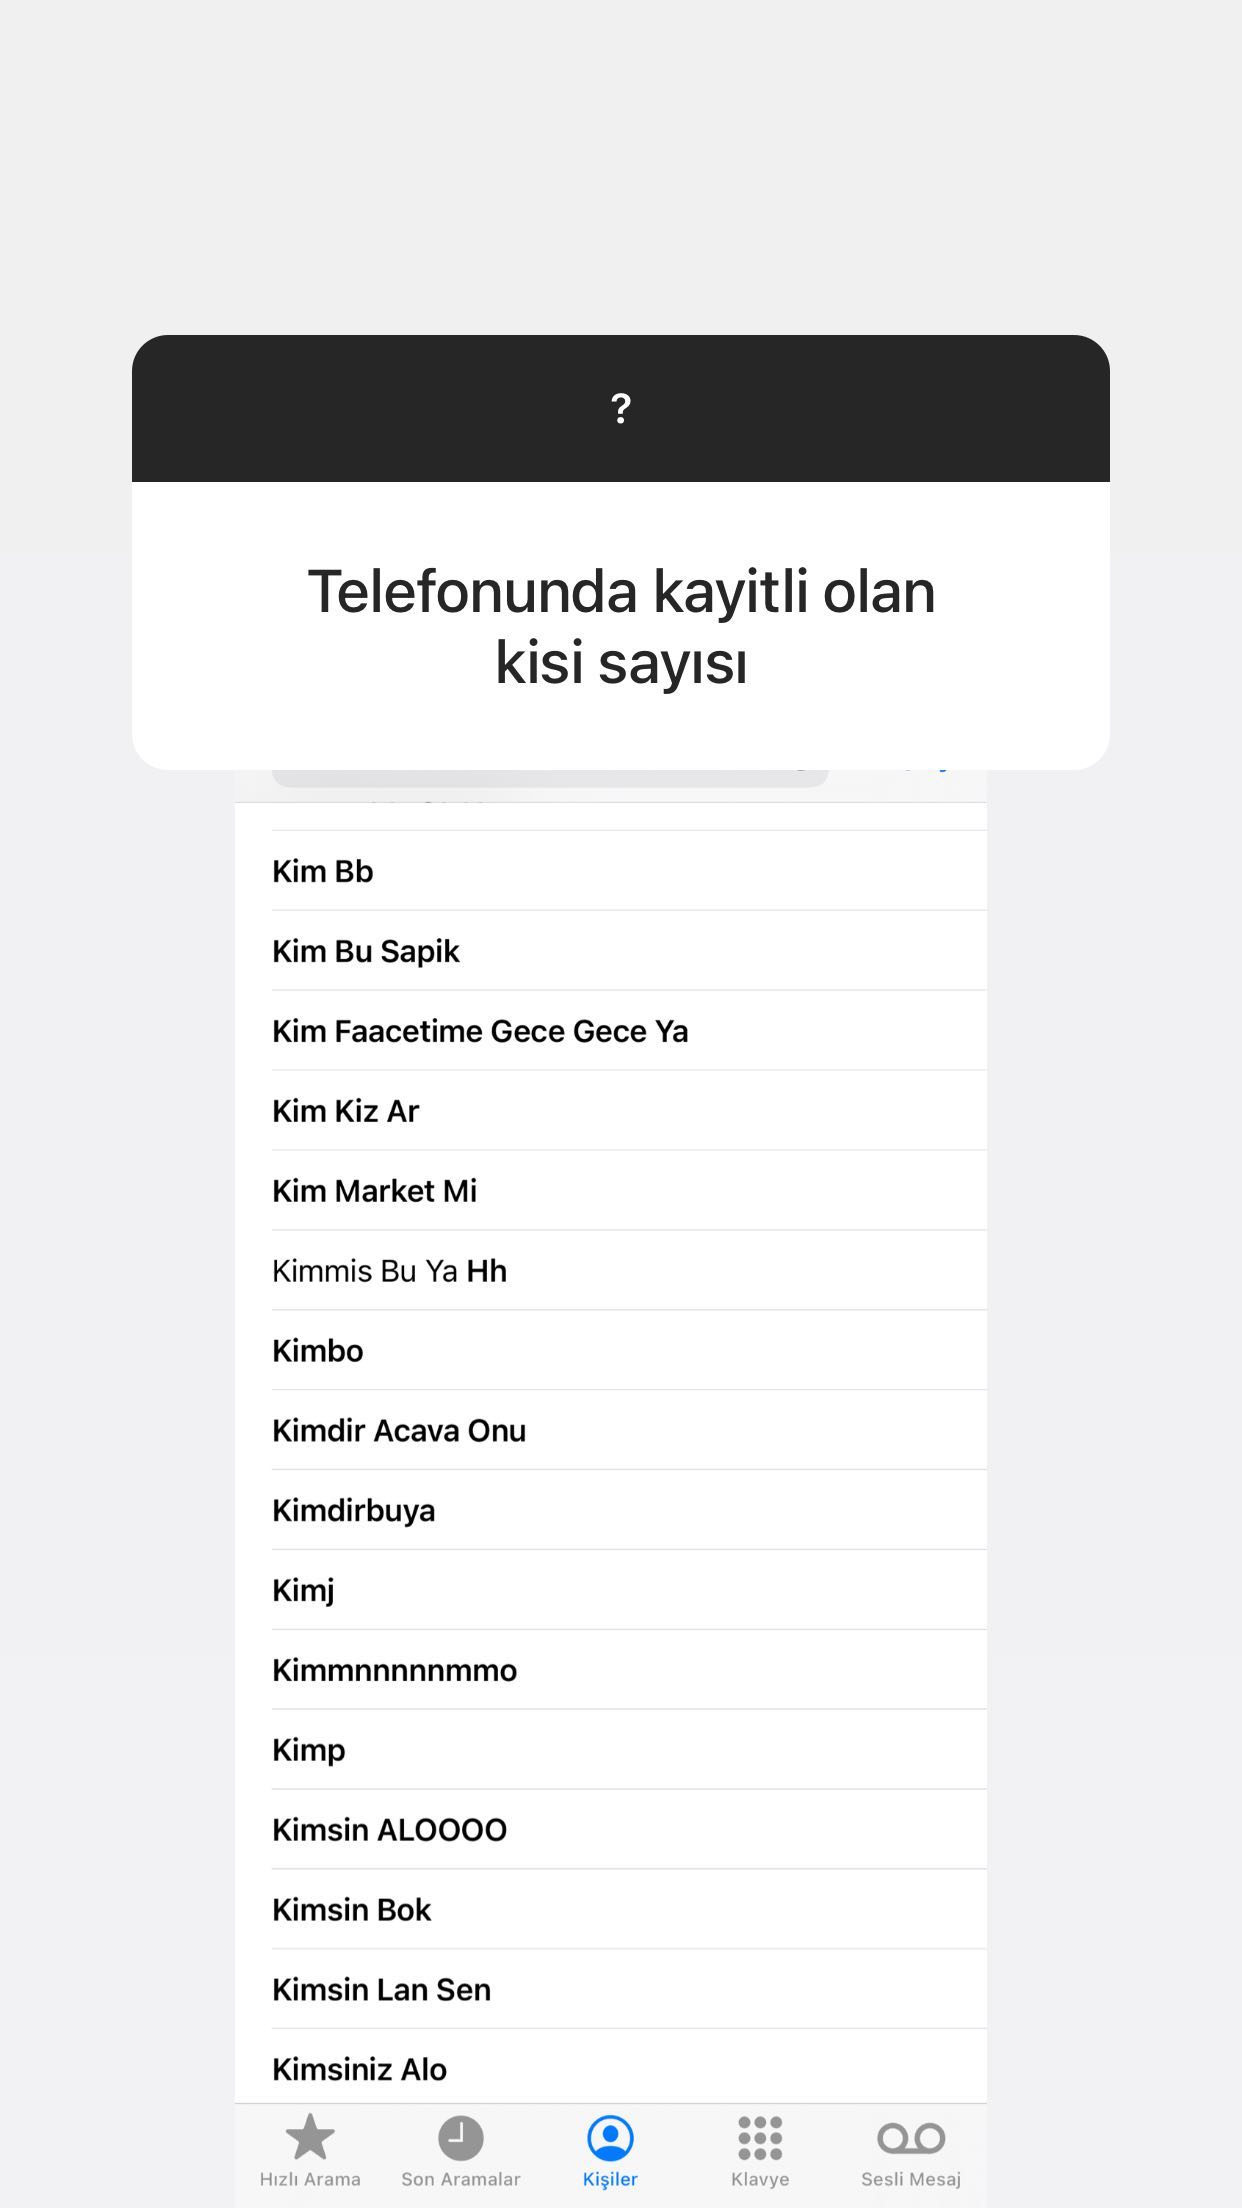 ?
Telefonunda kayitli olan
kisi sayısı
Kim Bb
Kim Bu Sapik
Kim Faacetime Gece Gece Ya
Kim Kiz Ar
Kim Market Mi
Kimmis Bu Ya Hh
Kimbo
Kimdir Acava Onu
Kimdirbuya
Kimj
Kimmnnnnnmmo
Kimp
Kimsin ALOOOO
Kimsin Bok
Kimsin Lan Sen
Kimsiniz Alo
Hızlı Arama Son Aramalar Kişiler Klavye Sesli Mesaj